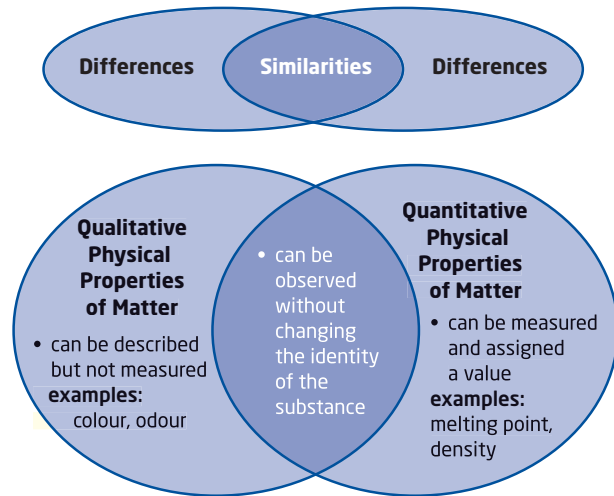 Differences
Similarities
Differences
Qualitative
Physical
Properties
of Matter
• can be described
but not measured
examples:
colour, odour
• can be
observed
without
changing
the identity
of the
substance
Quantitative
Physical
Properties
of Matter
• can be measured
and assigned
a value
examples:
melting point,
density